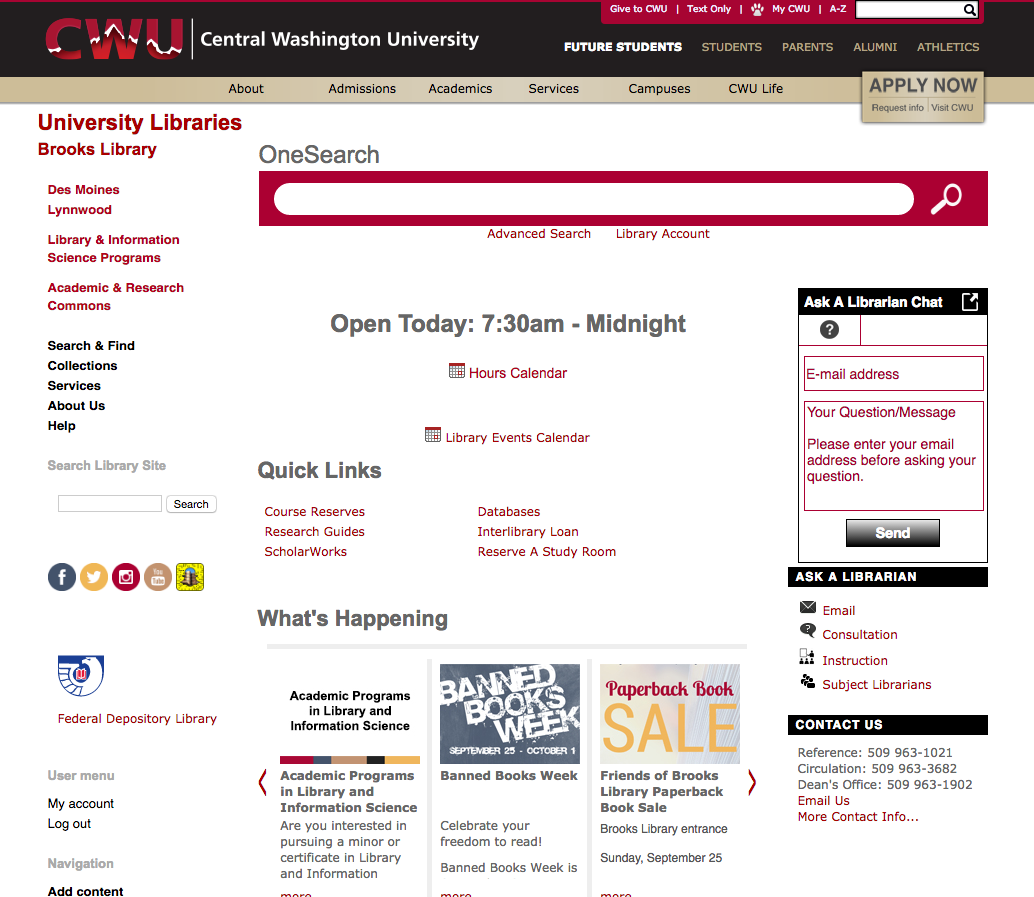 Give to CWU | Text Only | My CWU | A-Z
CWU
Central Washington University
FUTURE STUDENTS STUDENTS PARENTS ALUMNI ATHLETICS
About Admissions Academics Services Campuses CWU Life
APPLY NOW
Request info Visit CWU
University Libraries
Brooks Library
Des Moines
Lynnwood
Library & Information
Science Programs
Academic & Research
Commons
Search & Find
Collections
Services
About Us
Help
Search Library Site
Search
f
You
Tube
Federal Depository Library
User menu
My account
Log out
Navigation
Add content
OneSearch
Advanced Search Library Account
Open Today: 7:30am - Midnight
Hours Calendar
Library Events Calendar
Quick Links
Course Reserves Databases
Research Guides Interlibrary Loan
ScholarWorks Reserve A Study Room
What's Happening
Academic Programs
in Library and
Information Science
Academic Programs
in Library and
Information Science
Are you interested in
pursuing a minor or
certificate in Library
and Information
more
BANNED
BOOKS
WEEK
SEPTEMBER 25 - OCTOBER 1
Banned Books Week
Celebrate your
freedom to read!
Banned Books Week is
more
Paperback Book
SALE
Friends of Brooks
Library Paperback
Book Sale
Brooks Library entrance
Sunday, September 25
more
Ask A Librarian Chat
?
E-mail address
Your Question/Message
Please enter your email
address before asking your
question.
Send
ASK A LIBRARIAN
Email
Consultation
Instruction
Subject Librarians
CONTACT US
Reference: 509 963-1021
Circulation: 509 963-3682
Dean's Office: 509 963-1902
Email Us
More Contact Info...